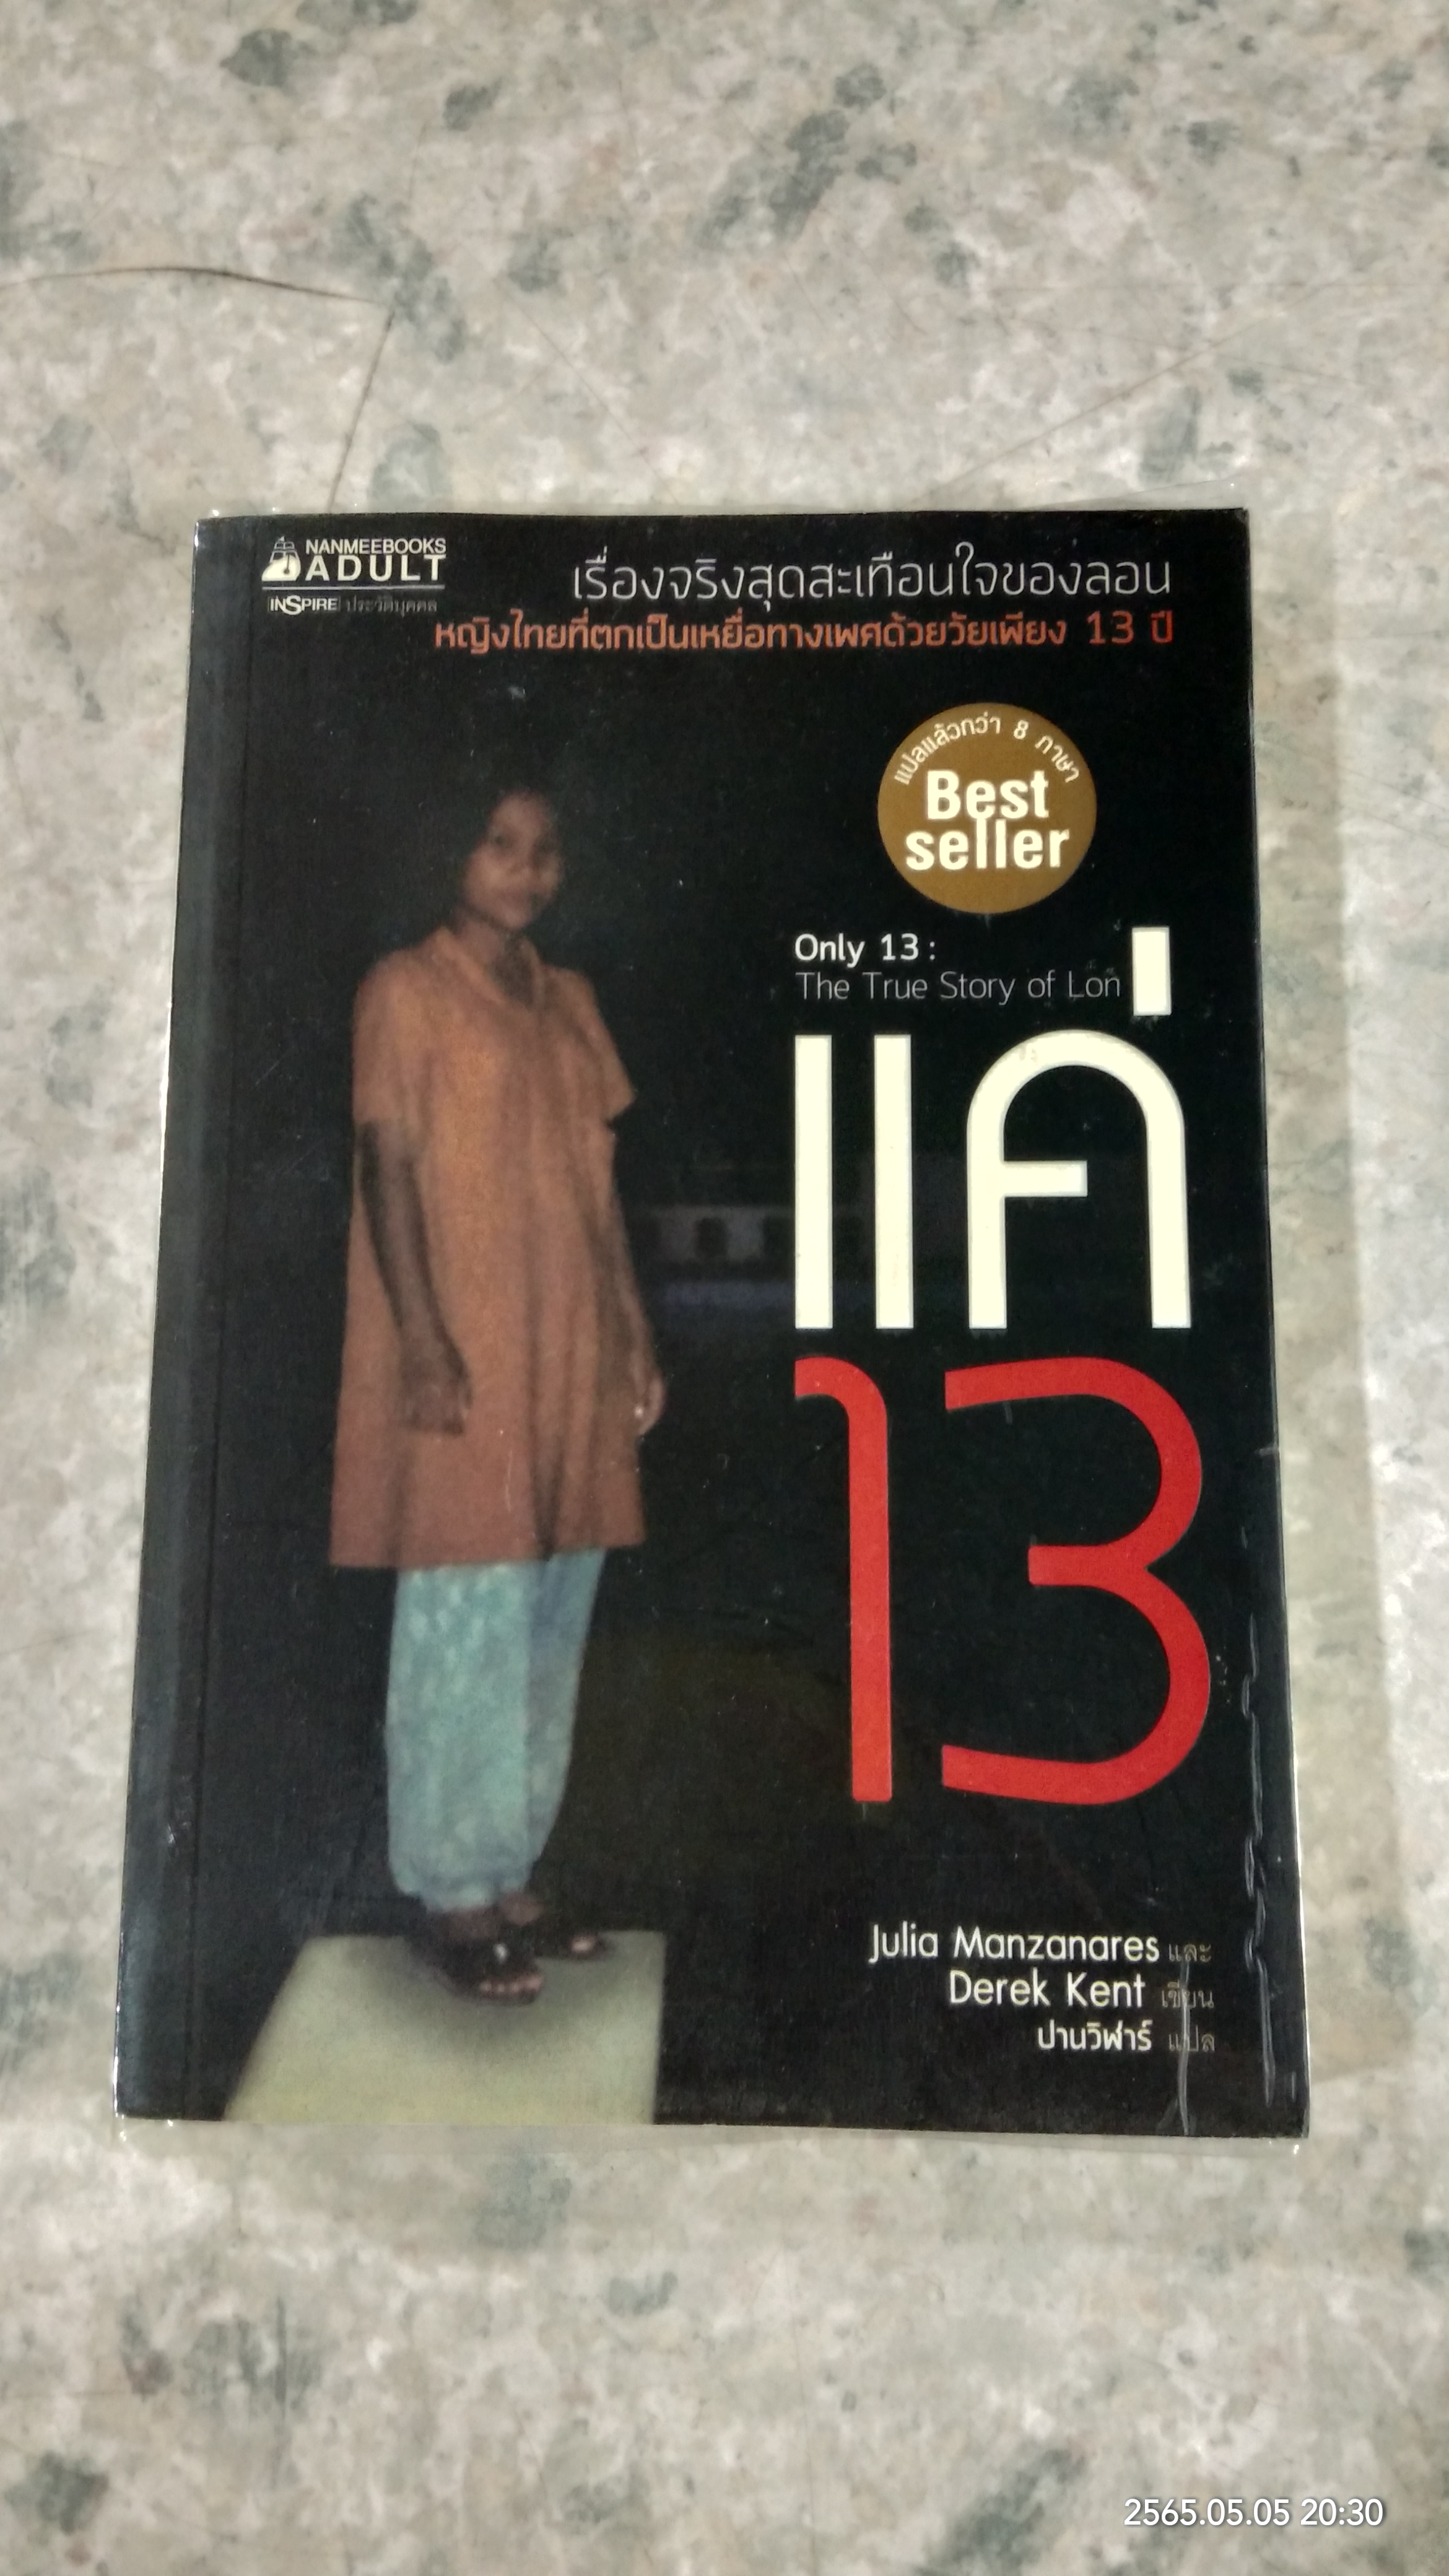 NANMEEBOOKS
ADULT
INSPIRE ประวัติบุคคล
เรื่องจริงสุดสะเทือนใจของลอน
หญิงไทยที่ตกเป็นเหยื่อทางเพศด้วยวัยเพียง 13 ปี
แปลแล้วกว่า 8 ภาษา
Best
seller
Only 13 :
The True Story of Lon
แค่
13
Julia Manzanares และ
Derek Kent เขียน
ปานวิฬาร์ แปล
2565.05.05 20:30